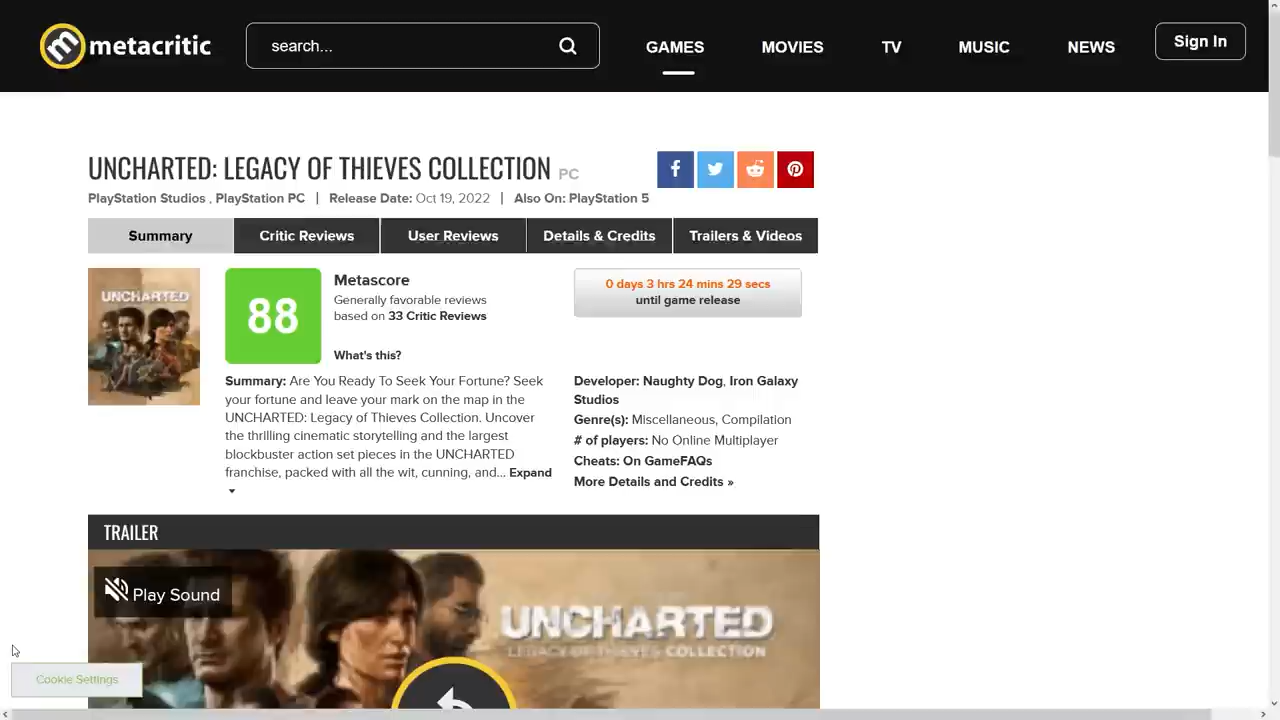 metacritic
search...
GAMES
MOVIES
TV
MUSIC
NEWS
Sign In
UNCHARTED: LEGACY OF THIEVES COLLECTION PC
PlayStation Studios , PlayStation PC | Release Date: Oct 19, 2022 | Also On: PlayStation 5
Summary
Critic Reviews
User Reviews
Details & Credits
Trailers & Videos
UNCHARTED
88
Metascore
Generally favorable reviews
based on 33 Critic Reviews
What's this?
0 days 3 hrs 24 mins 29 secs
until game release
Summary: Are You Ready To Seek Your Fortune? Seek
your fortune and leave your mark on the map in the
UNCHARTED: Legacy of Thieves Collection. Uncover
the thrilling cinematic storytelling and the largest
blockbuster action set pieces in the UNCHARTED
franchise, packed with all the wit, cunning, and... Expand
Developer: Naughty Dog, Iron Galaxy
Studios
Genre(s): Miscellaneous, Compilation
# of players: No Online Multiplayer
Cheats: On GameFAQs
More Details and Credits »
TRAILER
Play Sound
UNCHARTED
LEGACY OF THIEVES COLLECTION
Cookie Settings